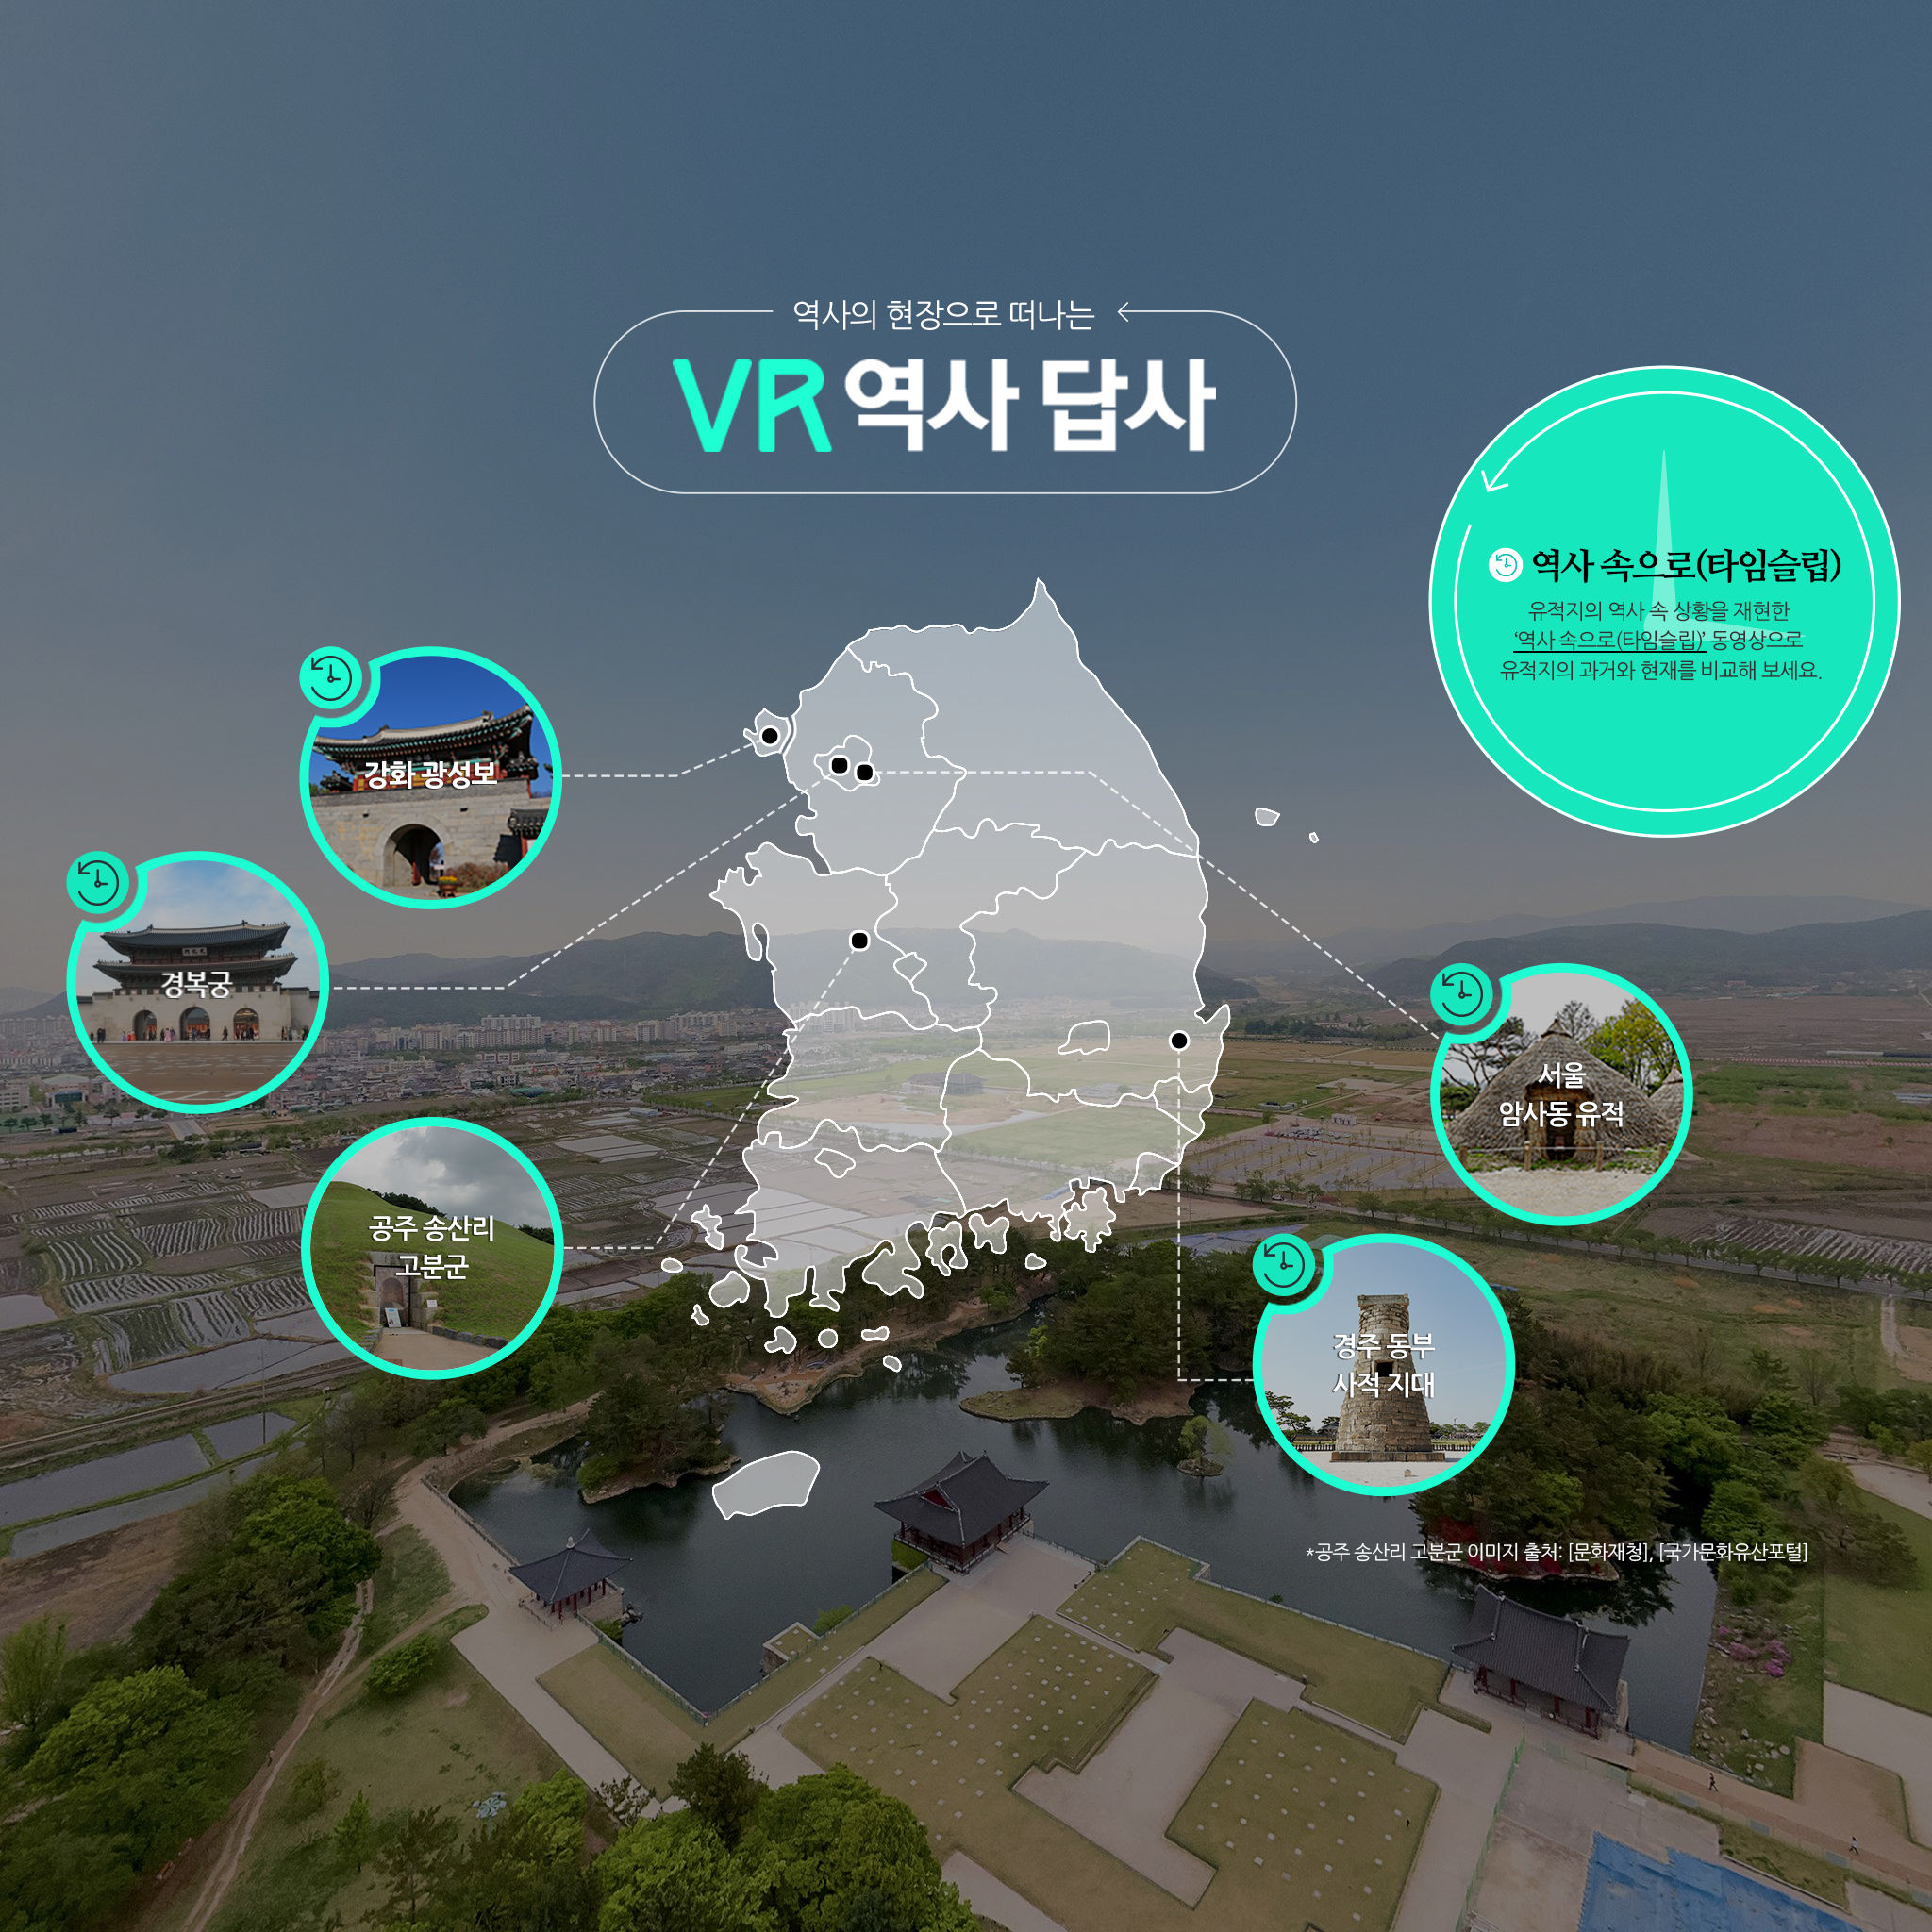 역사의 현장으로 떠나는
VR 역사 답사
역사 속으로(타임슬립)
유적지의 역사 속 상황을 재현한
‘역사 속으로(타임슬립)’ 동영상으로
유적지의 과거와 현재를 비교해 보세요.
강화 광성보
경복궁
공주 송산리
고분군
서울
암사동 유적
경주 동부
사적 지대
*공주 송산리 고분군 이미지 출처: [문화재청], [국가문화유산포털]